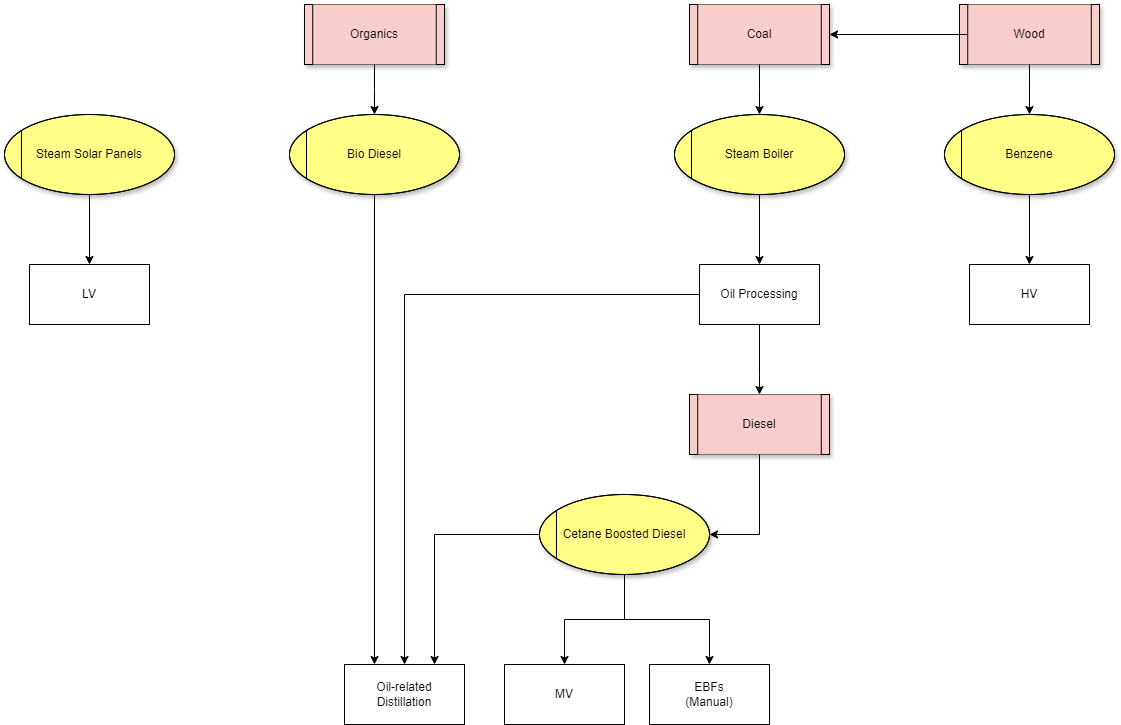 Organics
Coal
Wood
Steam Solar Panels
Bio Diesel
Steam Boiler
Benzene
LV
Oil Processing
HV
Diesel
Cetane Boosted Diesel
Oil-related
Distillation
MV
EBFs
(Manual)